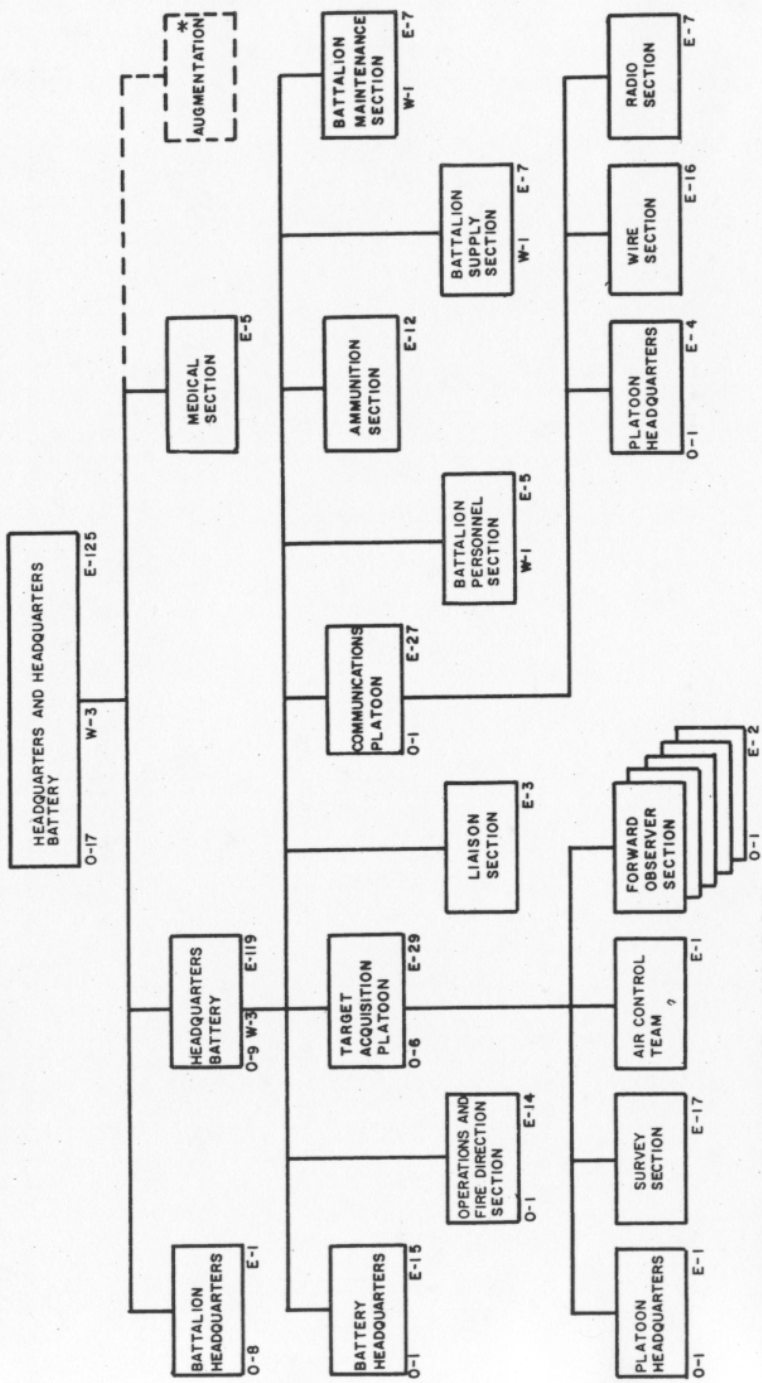 HEADQUARTERS AND HEADQUARTERS
BATTERY
O-17
W-3
E-125
BATTALION
HEADQUARTERS
O-8
E-1
HEADQUARTERS
BATTERY
O-9 W-3
E-119
MEDICAL
SECTION
E-5
AUGMENTATION *
BATTERY
HEADQUARTERS
O-1
E-15
OPERATIONS AND
FIRE DIRECTION
SECTION
O-1
E-14
TARGET
ACQUISITION
PLATOON
O-6
E-29
LIAISON
SECTION
E-3
COMMUNICATIONS
PLATOON
O-1
E-27
BATTALION
PERSONNEL
SECTION
W-1
E-5
AMMUNITION
SECTION
E-12
BATTALION
SUPPLY
SECTION
W-1
E-7
BATTALION
MAINTENANCE
SECTION
W-1
E-7
PLATOON
HEADQUARTERS
O-1
E-1
SURVEY
SECTION
E-17
AIR CONTROL
TEAM
E-1
FORWARD
OBSERVER
SECTION
O-1
E-2
PLATOON
HEADQUARTERS
O-1
E-4
WIRE
SECTION
E-16
RADIO
SECTION
E-7